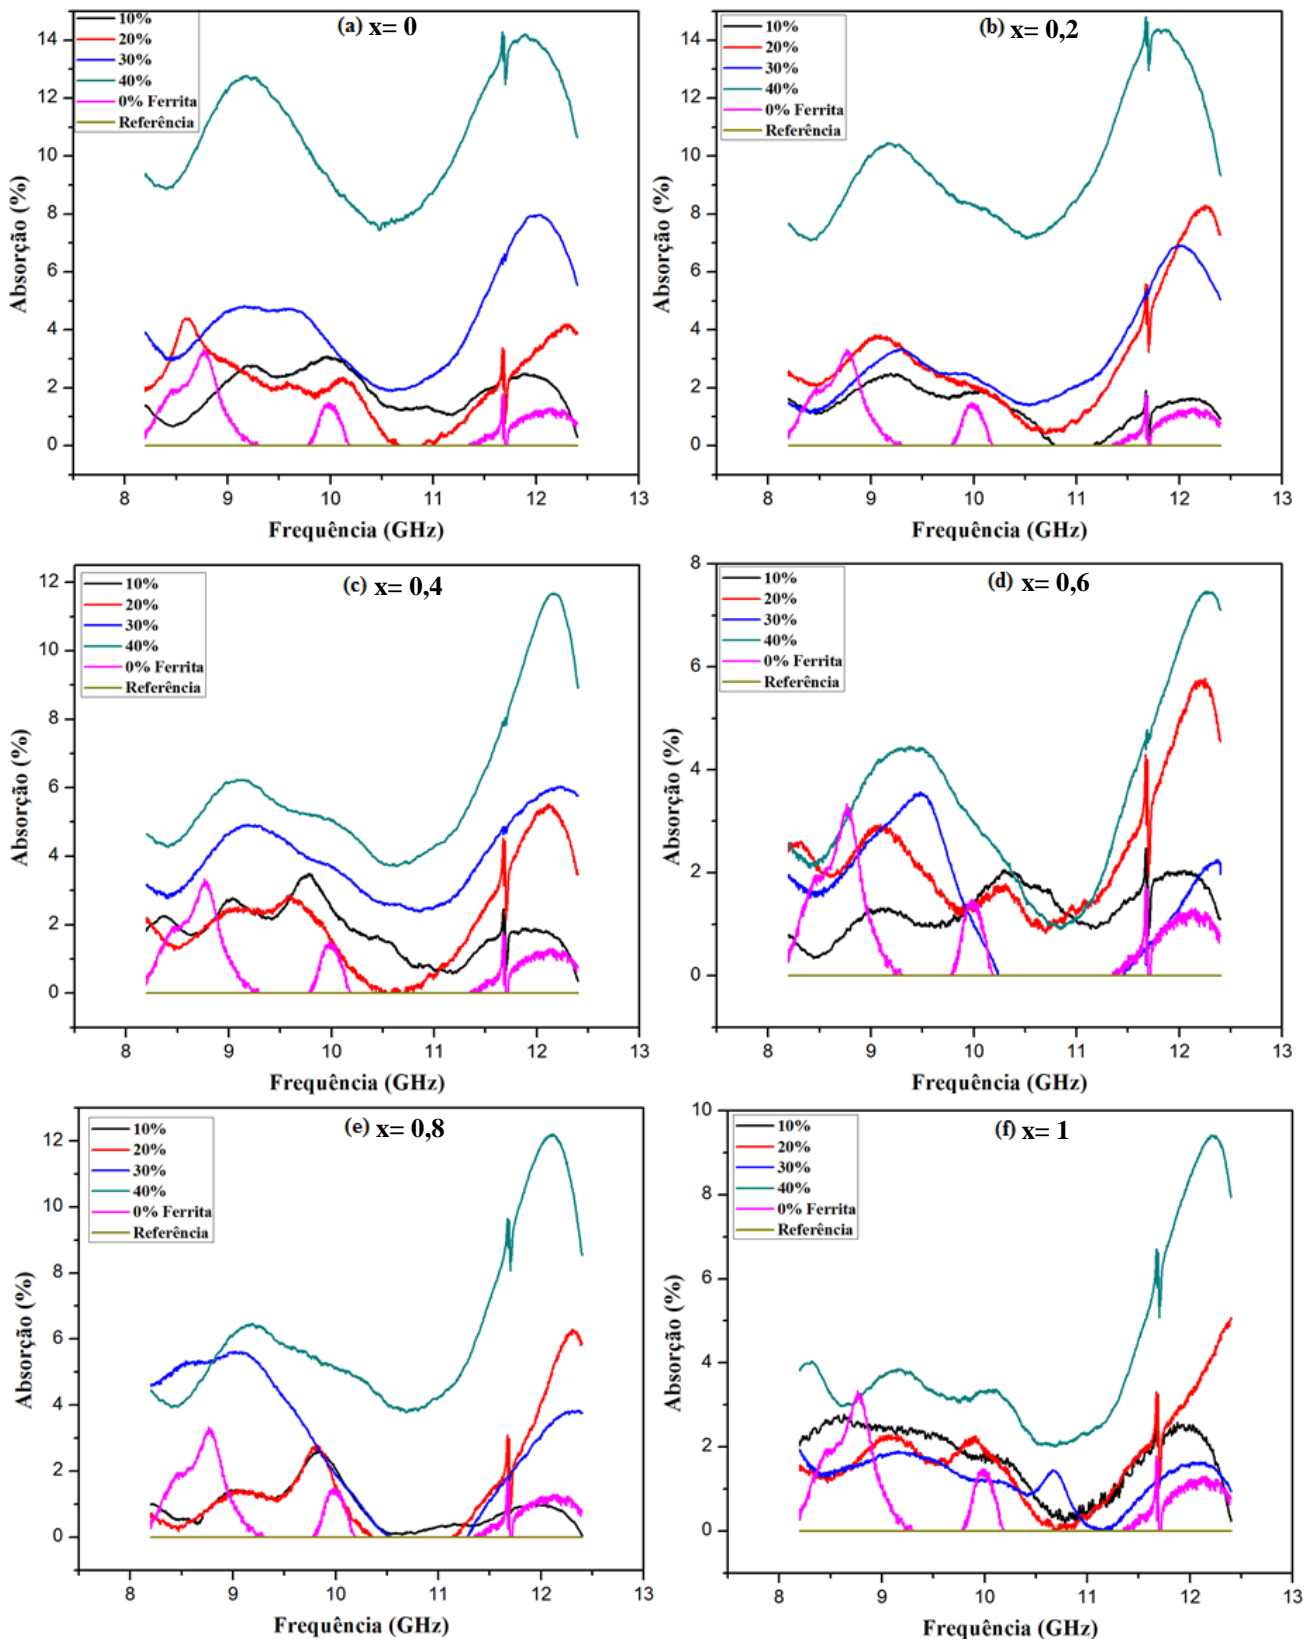 (a) x= 0
10%
20%
30%
40%
0% Ferrita
Referência
14
12
10
8
6
4
2
0
Absorção (%)
8 9 10 11 12 13
Frequência (GHz)
(b) x= 0,2
10%
20%
30%
40%
0% Ferrita
Referência
14
12
10
8
6
4
2
0
Absorção (%)
8 9 10 11 12 13
Frequência (GHz)
(c) x= 0,4
10%
20%
30%
40%
0% Ferrita
Referência
12
10
8
6
4
2
0
Absorção (%)
8 9 10 11 12 13
Frequência (GHz)
(d) x= 0,6
10%
20%
30%
40%
0% Ferrita
Referência
8
6
4
2
0
Absorção (%)
8 9 10 11 12 13
Frequência (GHz)
(e) x= 0,8
10%
20%
30%
40%
0% Ferrita
Referência
12
10
8
6
4
2
0
Absorção (%)
8 9 10 11 12 13
Frequência (GHz)
(f) x= 1
10%
20%
30%
40%
0% Ferrita
Referência
10
8
6
4
2
0
Absorção (%)
8 9 10 11 12 13
Frequência (GHz)